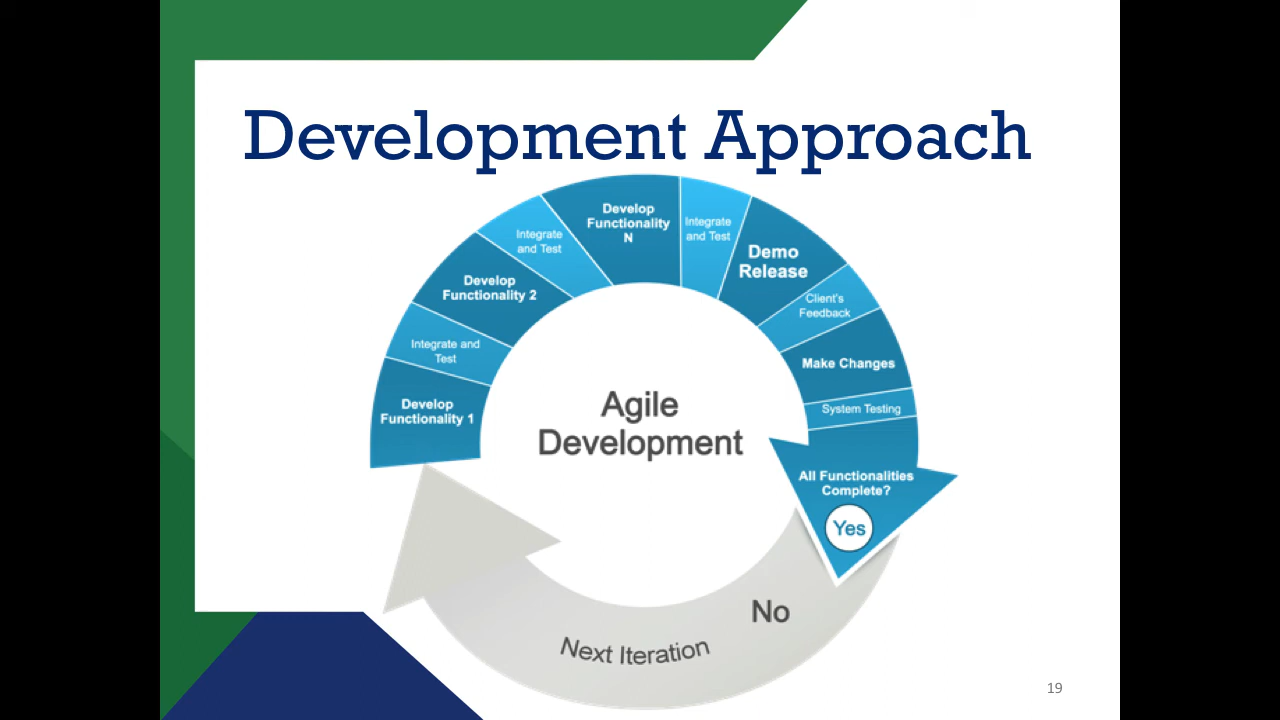 Development Approach
Develop
Functionality 1
Integrate and
Test
Develop
Functionality 2
Integrate
and Test
Develop
Functionality
N
Integrate
and Test
Demo
Release
Client's
Feedback
Make Changes
System Testing
All Functionalities
Complete?
Yes
Agile
Development
No
Next Iteration
19